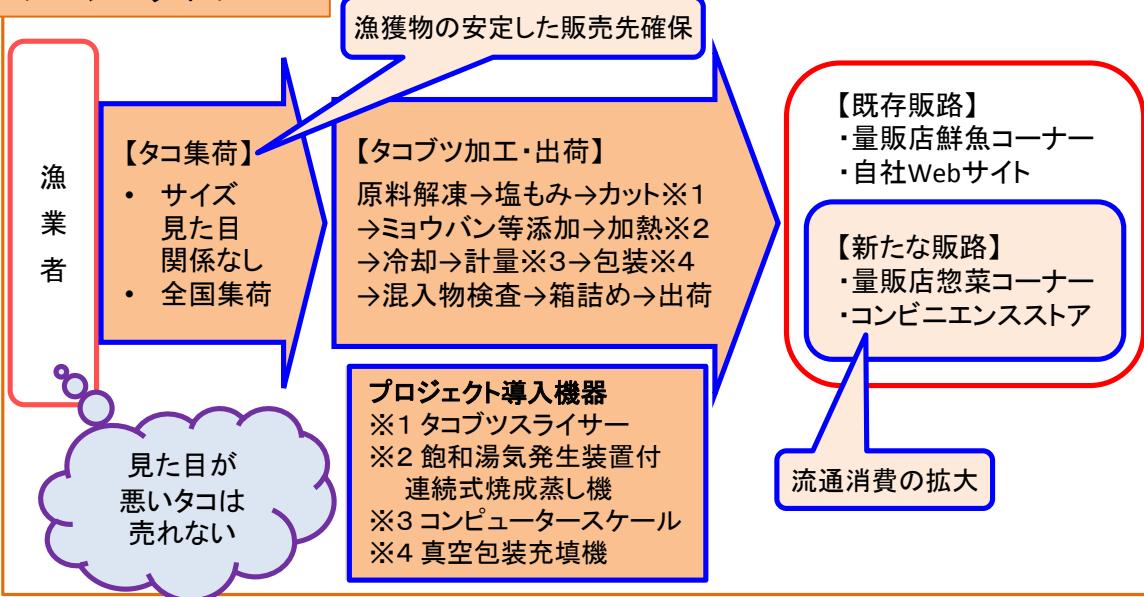 漁獲物の安定した販売先確保
漁
業
者
【タコ集荷】
• サイズ
見た目
関係なし
• 全国集荷
【タコブツ加工・出荷】
原料解凍→塩もみ→カット※1
→ミョウバン等添加→加熱※2
→冷却→計量※3→包装※4
→混入物検査→箱詰め→出荷
【既存販路】
・量販店鮮魚コーナー
・自社Webサイト
【新たな販路】
・量販店惣菜コーナー
・コンビニエンスストア
プロジェクト導入機器
※1 タコブツスライサー
※2 飽和湯気発生装置付
連続式焼成蒸し機
※3 コンピュータースケール
※4 真空包装充填機
見た目が
悪いタコは
売れない
流通消費の拡大